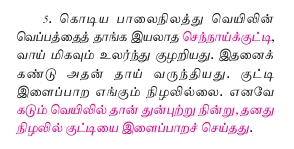 5. கொடிய பாலைநிலத்து வெயிலின்
வெப்பத்தைத் தாங்க இயலாத செந்நாய்க்குட்டி,
வாய் மிகவும் உலர்ந்து குழறியது. இதனைக்
கண்டு அதன் தாய் வருந்தியது. குட்டி
இளைப்பாற எங்கும் நிழலில்லை. எனவே
கடும் வெயிலில் தான் துன்புற்று நின்று, தனது
நிழலில் குட்டியை இளைப்பாறச் செய்தது.